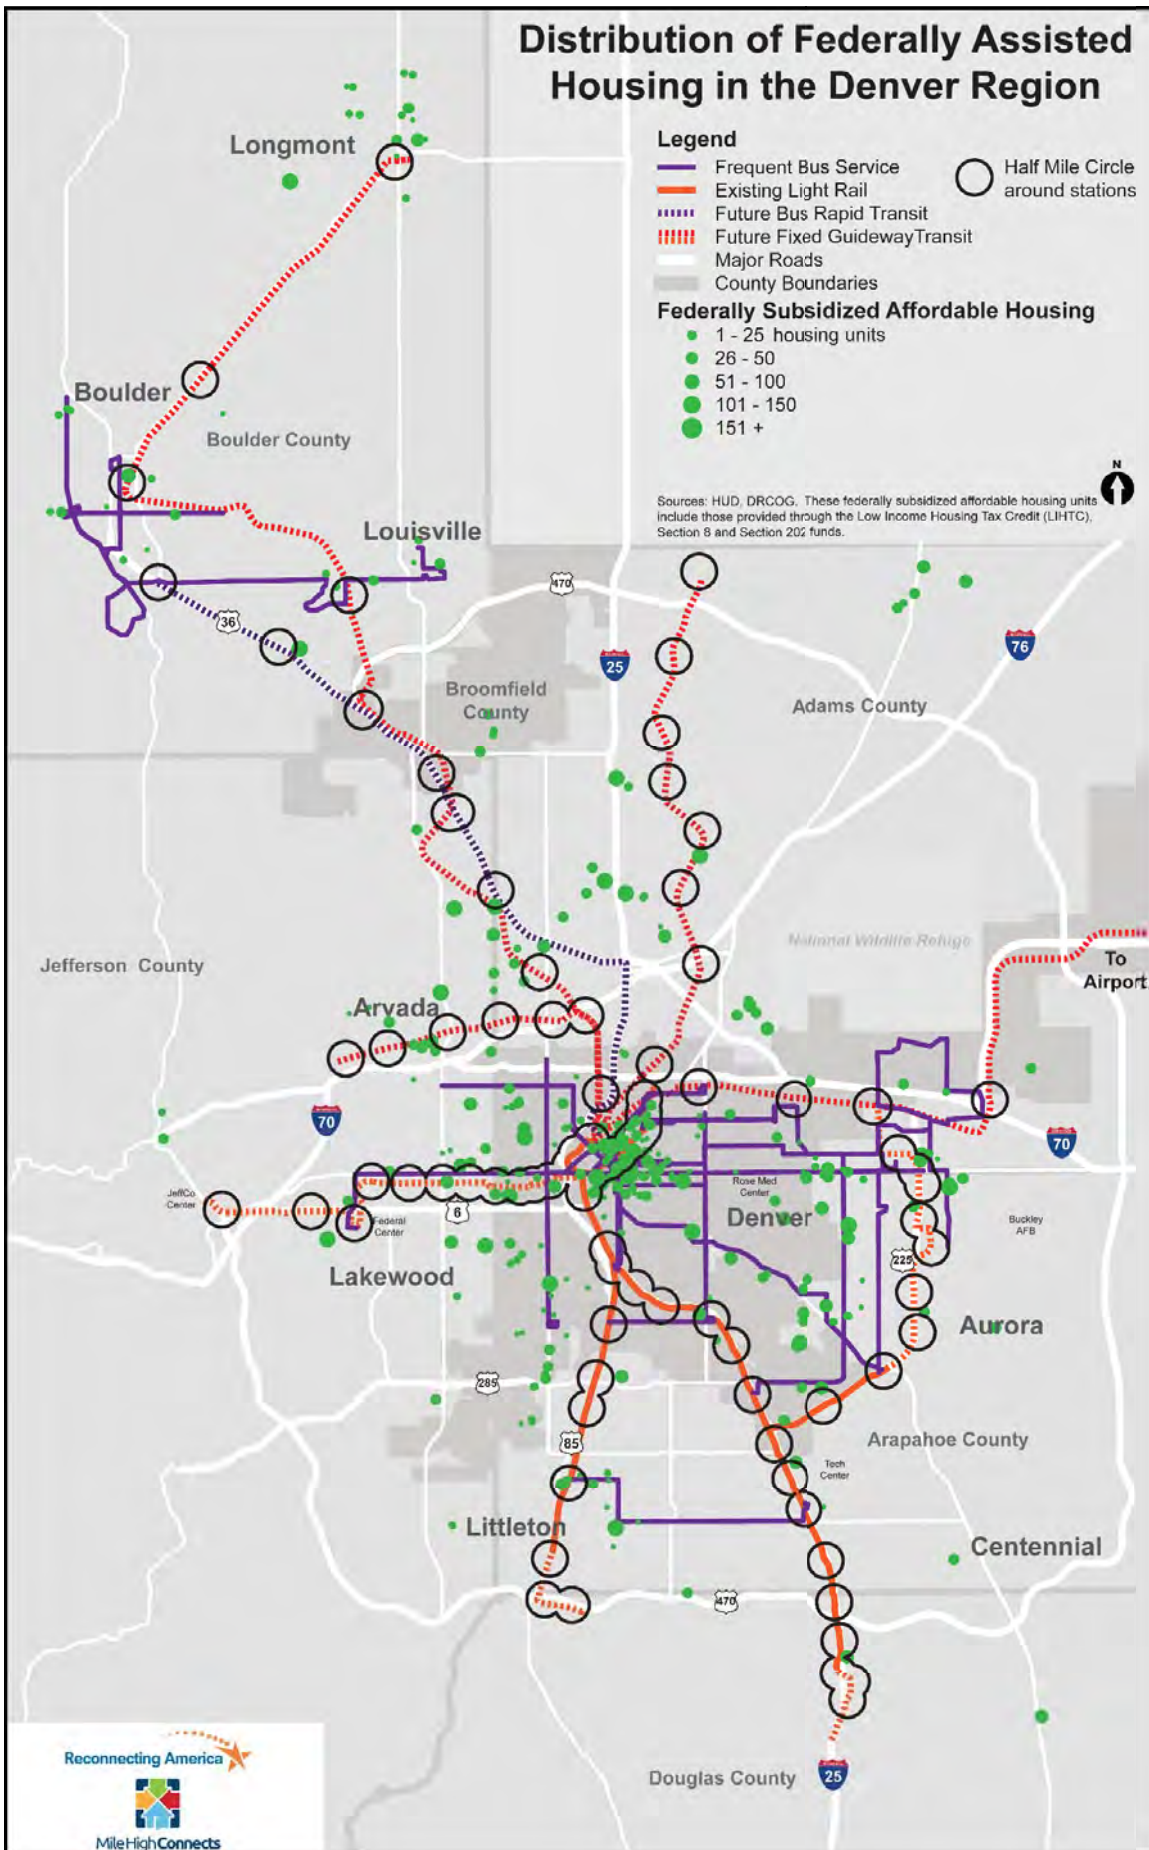 Distribution of Federally Assisted
Housing in the Denver Region
Legend
Frequent Bus Service
Existing Light Rail
Future Bus Rapid Transit
Future Fixed GuidewayTransit
Major Roads
County Boundaries
Half Mile Circle
around stations
Federally Subsidized Affordable Housing
1 - 25 housing units
26 - 50
51 - 100
101 - 150
151 +
N
Sources: HUD, DRCOG. These federally subsidized affordable housing units
include those provided through the Low Income Housing Tax Credit (LIHTC),
Section 8 and Section 202 funds.
Longmont
Boulder
Boulder County
Louisville
470
36
25
76
Broomfield
County
Adams County
National Wildlife Refuge
Jefferson County
To
Airport
Arvada
70
70
JeffCo
Center
Federal
Center
6
Rose Med
Center
Denver
Buckley
AFB
225
Lakewood
Aurora
285
85
Arapahoe County
Tech
Center
Littleton
Centennial
470
Douglas County
25
Reconnecting America
MileHighConnects